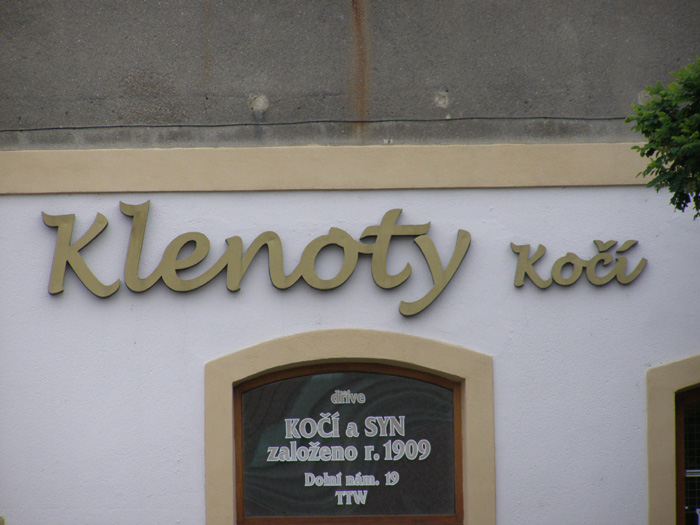 Klenoty Kočí
dříve
KOČÍ a SYN
založeno r. 1909
Dolní nám. 19
TTW